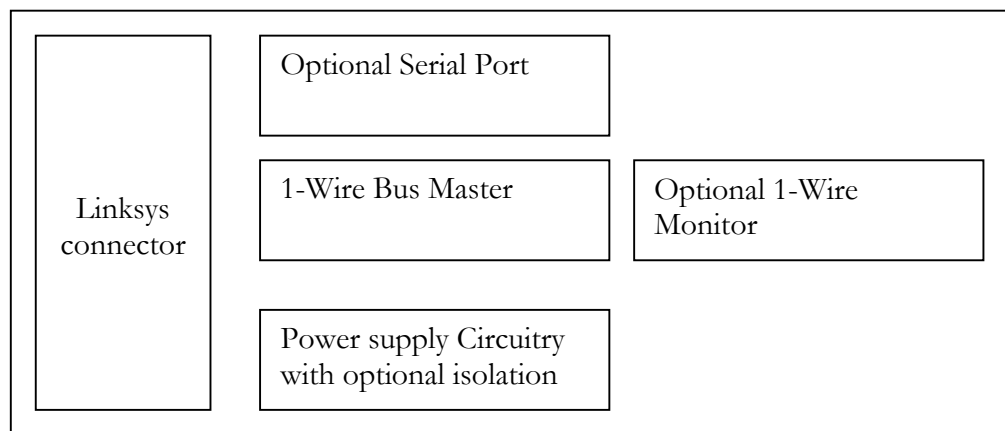 Linksys
connector
Optional Serial Port
1-Wire Bus Master
Optional 1-Wire
Monitor
Power supply Circuitry
with optional isolation